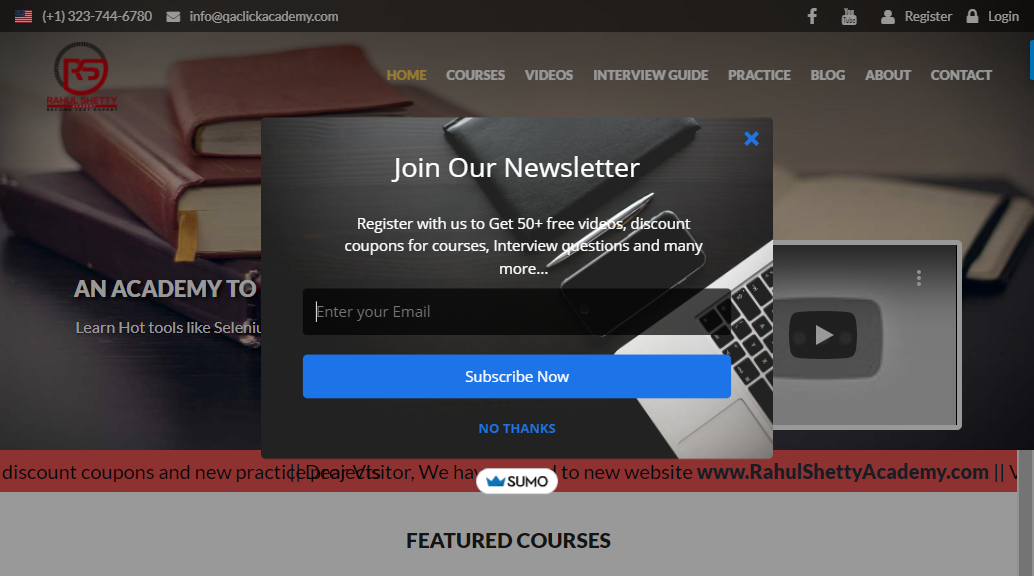 (+1) 323-744-6780 info@qaclickacademy.com Register Login
RS
RAHUL SHETTY
HOME COURSES VIDEOS INTERVIEW GUIDE PRACTICE BLOG ABOUT CONTACT
Join Our Newsletter
Register with us to Get 50+ free videos, discount
coupons for courses, Interview questions and many
more...
AN ACADEMY TO
Learn Hot tools like Seleniu
Enter your Email
Subscribe Now
NO THANKS
discount coupons and new practice projects || Dear Visitor, We hav d to new website www.RahulShettyAcademy.com || V
SUMO
FEATURED COURSES